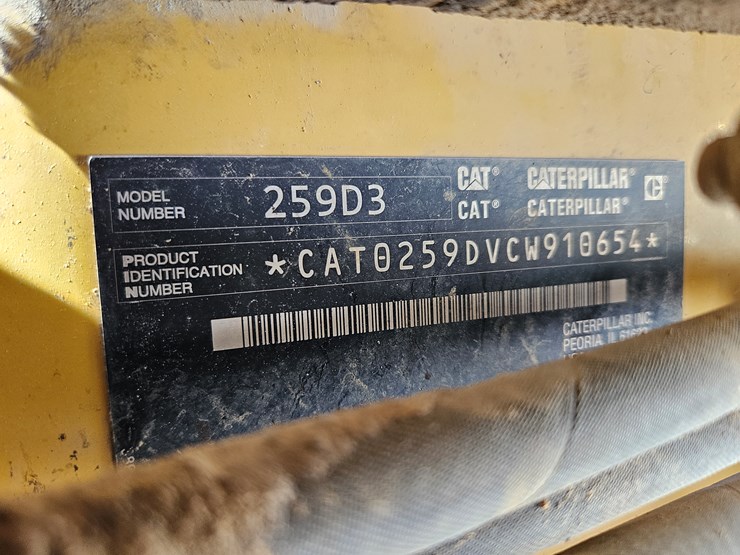 MODEL
NUMBER
259D3
CAT® CATERPILLAR®
CAT® CATERPILLAR®
PRODUCT
IDENTIFICATION
NUMBER
*CAT0259DVCW910654*
CATERPILLAR INC
PEORIA, IL